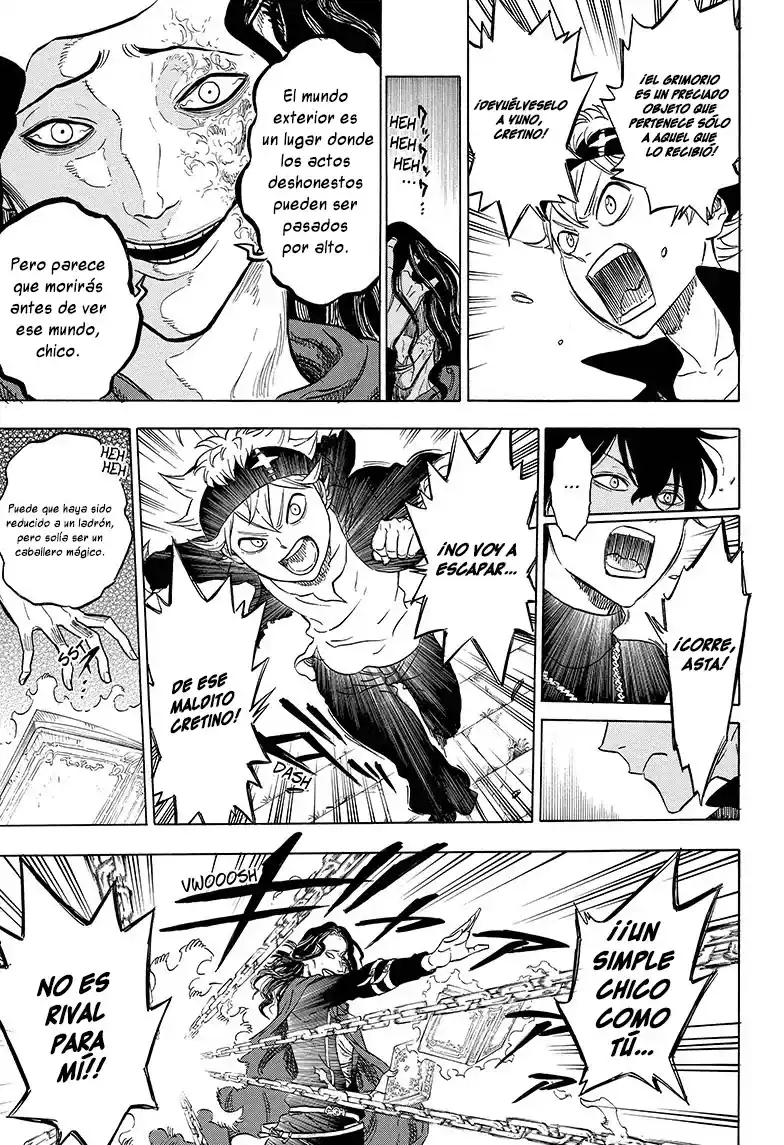 ¡EL GRIMORIO
ES UN PRECIADO
OBJETO QUE
PERTENECE SÓLO
A AQUEL QUE
LO RECIBIÓ!
¡DEVUÉLVESELO
A YUNO,
CRETINO!
HEH
HEH
HEH
...
El mundo
exterior es
un lugar donde
los actos
deshonestos
pueden ser
pasados
por alto.
Pero parece
que morirás
antes de ver
ese mundo,
chico.
...
¡CORRE,
ASTA!
¡NO VOY A
ESCAPAR...
DE ESE
MALDITO
CRETINO!
DASH
HEH
HEH
Puede que haya sido
reducido a un ladrón,
pero solía ser un
caballero mágico.
SST
VWOOOSH
¡¡UN
SIMPLE
CHICO
COMO
TÚ...
NO ES
RIVAL
PARA
MÍ!!